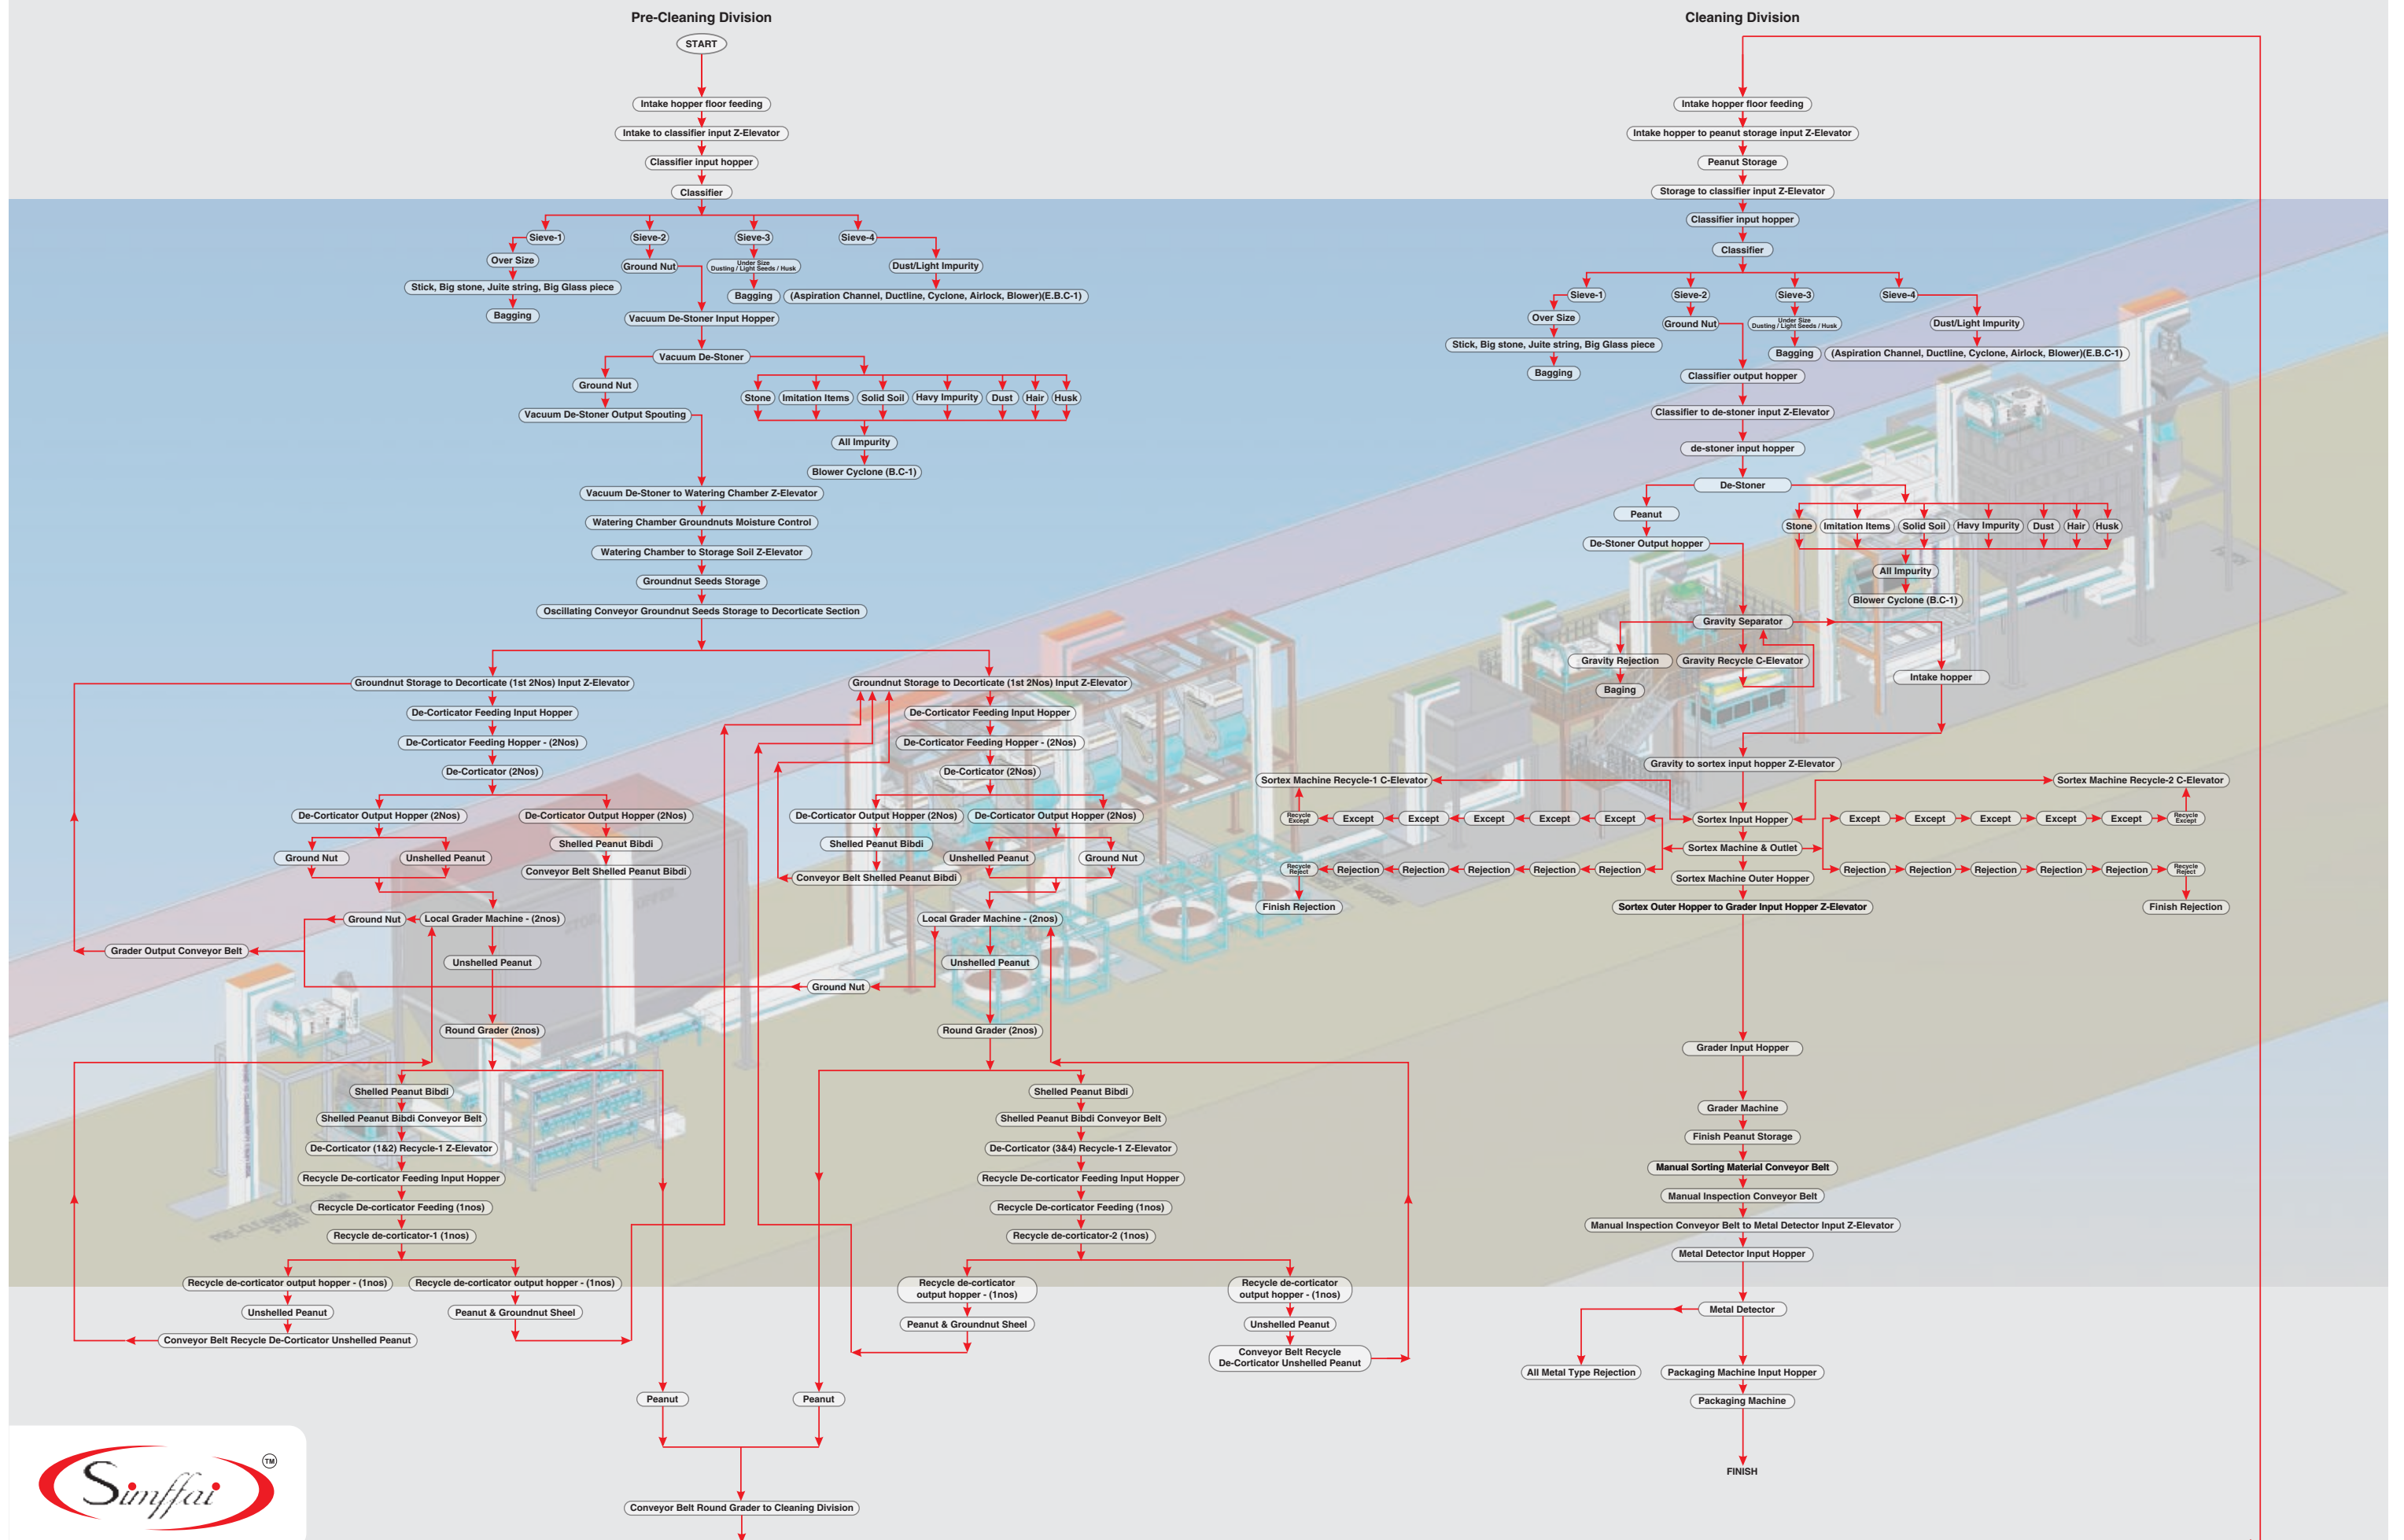 Pre-Cleaning Division
START
Intake hopper floor feeding
Intake to classifier input Z-Elevator
Classifier input hopper
Classifier
Sieve-1
Sieve-2
Sieve-3
Sieve-4
Over Size
Ground Nut
Under Size
Dusting / Light Seeds / Husk
Dust/Light Impurity
Stick, Big stone, Juite string, Big Glass piece
Bagging
(Aspiration Channel, Ductline, Cyclone, Airlock, Blower)(E.B.C-1)
Bagging
Vacuum De-Stoner Input Hopper
Vacuum De-Stoner
Ground Nut
Vacuum De-Stoner Output Spouting
Stone
Imitation Items
Solid Soil
Havy Impurity
Dust
Hair
Husk
All Impurity
Blower Cyclone (B.C-1)
Vacuum De-Stoner to Watering Chamber Z-Elevator
Watering Chamber Groundnuts Moisture Control
Watering Chamber to Storage Soil Z-Elevator
Groundnut Seeds Storage
Oscillating Conveyor Groundnut Seeds Storage to Decorticate Section
Groundnut Storage to Decorticate (1st 2Nos) Input Z-Elevator
De-Corticator Feeding Input Hopper
De-Corticator Feeding Hopper - (2Nos)
De-Corticator (2Nos)
De-Corticator Output Hopper (2Nos)
De-Corticator Output Hopper (2Nos)
Ground Nut
Unshelled Peanut
Shelled Peanut Bibdi
Conveyor Belt Shelled Peanut Bibdi
Ground Nut
Local Grader Machine - (2nos)
Grader Output Conveyor Belt
Unshelled Peanut
Round Grader (2nos)
Shelled Peanut Bibdi
Shelled Peanut Bibdi Conveyor Belt
De-Corticator (1&2) Recycle-1 Z-Elevator
Recycle De-corticator Feeding Input Hopper
Recycle De-corticator Feeding (1nos)
Recycle de-corticator-1 (1nos)
Recycle de-corticator output hopper - (1nos)
Recycle de-corticator output hopper - (1nos)
Unshelled Peanut
Peanut & Groundnut Sheel
Conveyor Belt Recycle De-Corticator Unshelled Peanut
Groundnut Storage to Decorticate (1st 2Nos) Input Z-Elevator
De-Corticator Feeding Input Hopper
De-Corticator Feeding Hopper - (2Nos)
De-Corticator (2Nos)
De-Corticator Output Hopper (2Nos)
De-Corticator Output Hopper (2Nos)
Shelled Peanut Bibdi
Conveyor Belt Shelled Peanut Bibdi
Unshelled Peanut
Ground Nut
Local Grader Machine - (2nos)
Unshelled Peanut
Ground Nut
Round Grader (2nos)
Shelled Peanut Bibdi
Shelled Peanut Bibdi Conveyor Belt
De-Corticator (3&4) Recycle-1 Z-Elevator
Recycle De-corticator Feeding Input Hopper
Recycle De-corticator Feeding (1nos)
Recycle de-corticator-2 (1nos)
Recycle de-corticator
output hopper - (1nos)
Recycle de-corticator
output hopper - (1nos)
Peanut & Groundnut Sheel
Unshelled Peanut
Conveyor Belt Recycle
De-Corticator Unshelled Peanut
Peanut
Peanut
Conveyor Belt Round Grader to Cleaning Division
Cleaning Division
Intake hopper floor feeding
Intake hopper to peanut storage input Z-Elevator
Peanut Storage
Storage to classifier input Z-Elevator
Classifier input hopper
Classifier
Sieve-1
Sieve-2
Sieve-3
Sieve-4
Over Size
Ground Nut
Under Size
Dusting / Light Seeds / Husk
Dust/Light Impurity
Stick, Big stone, Juite string, Big Glass piece
Bagging
(Aspiration Channel, Ductline, Cyclone, Airlock, Blower)(E.B.C-1)
Bagging
Classifier output hopper
Classifier to de-stoner input Z-Elevator
de-stoner input hopper
De-Stoner
Peanut
De-Stoner Output hopper
Stone
Imitation Items
Solid Soil
Havy Impurity
Dust
Hair
Husk
All Impurity
Blower Cyclone (B.C-1)
Gravity Separator
Gravity Rejection
Gravity Recycle C-Elevator
Baging
Intake hopper
Gravity to sortex input hopper Z-Elevator
Sortex Machine Recycle-1 C-Elevator
Sortex Machine Recycle-2 C-Elevator
Recycle
Except
Except
Except
Except
Except
Except
Sortex Input Hopper
Except
Except
Except
Except
Except
Recycle
Except
Sortex Machine & Outlet
Recycle
Reject
Rejection
Rejection
Rejection
Rejection
Rejection
Sortex Machine Outer Hopper
Rejection
Rejection
Rejection
Rejection
Rejection
Recycle
Reject
Finish Rejection
Sortex Outer Hopper to Grader Input Hopper Z-Elevator
Finish Rejection
Grader Input Hopper
Grader Machine
Finish Peanut Storage
Manual Sorting Material Conveyor Belt
Manual Inspection Conveyor Belt
Manual Inspection Conveyor Belt to Metal Detector Input Z-Elevator
Metal Detector Input Hopper
Metal Detector
All Metal Type Rejection
Packaging Machine Input Hopper
Packaging Machine
FINISH
Simffai
TM